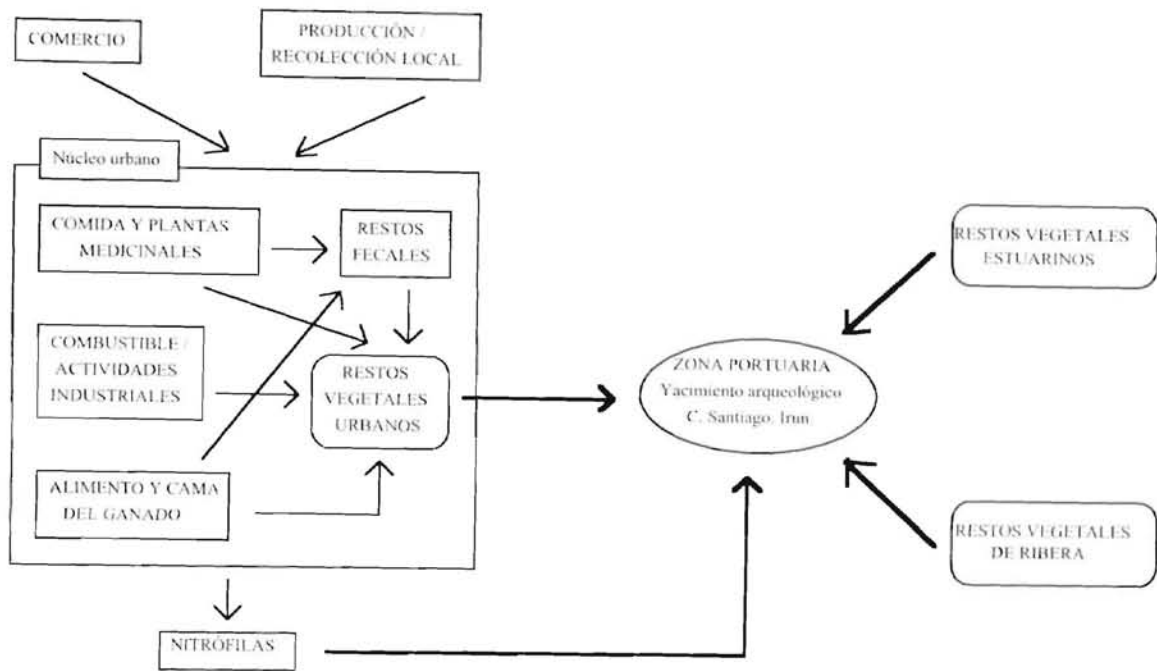 COMERCIO
PRODUCCIÓN /
RECOLECCIÓN LOCAL
Núcleo urbano
COMIDA Y PLANTAS
MEDICINALES
RESTOS
FECALES
COMBUSTIBLE /
ACTIVIDADES
INDUSTRIALES
RESTOS
VEGETALES
URBANOS
ALIMENTO Y CAMA
DEL GANADO
NITRÓFILAS
ZONA PORTUARIA
Yacimiento arqueológico
C. Santiago, Irun
RESTOS VEGETALES
ESTUARINOS
RESTOS VEGETALES
DE RIBERA